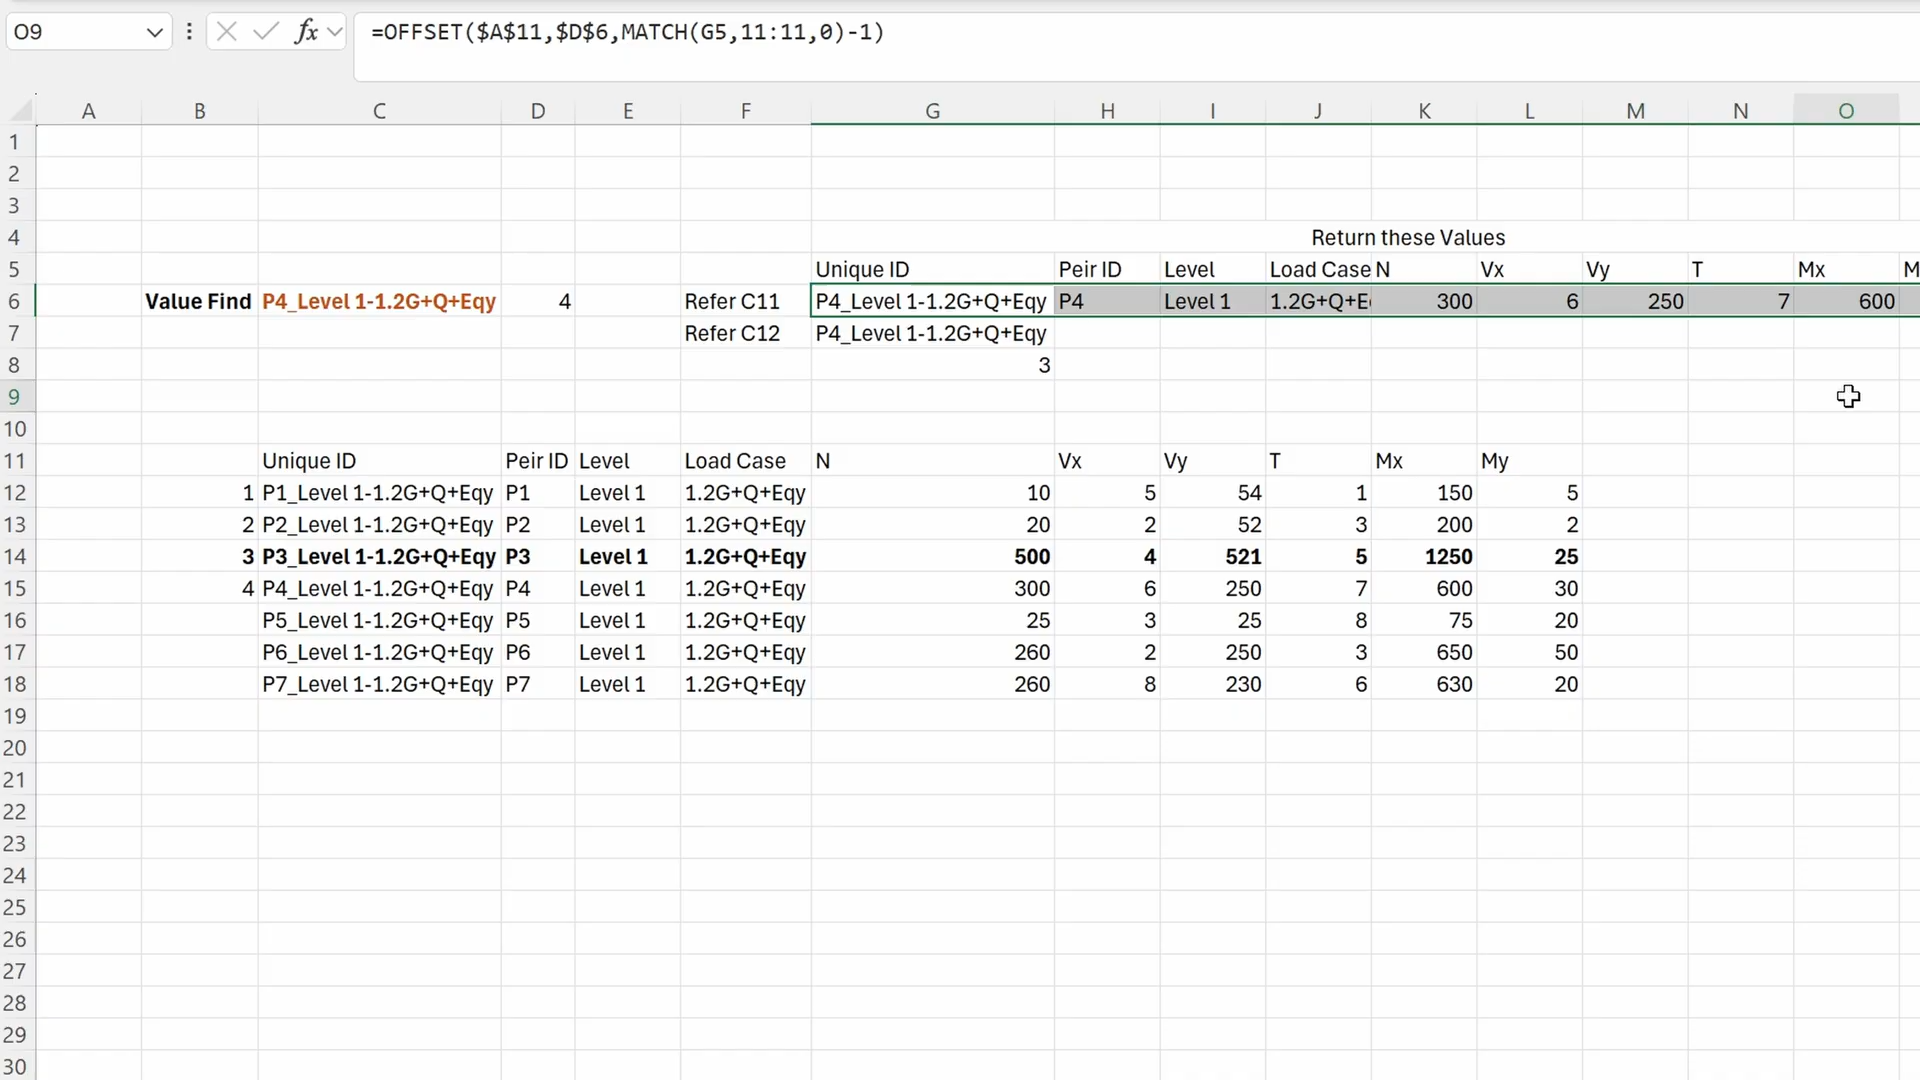 O9 fx =OFFSET($A$11,$D$6,MATCH(G5,11:11,0)-1)
A B C D E F G H I J K L M N O
1
2
3
4 Return these Values
5 Unique ID Peir ID Level Load Case N Vx Vy T Mx M
6 Value Find P4_Level 1-1.2G+Q+Eqy 4 Refer C11 P4_Level 1-1.2G+Q+Eqy P4 Level 1 1.2G+Q+E 300 6 250 7 600
7 Refer C12 P4_Level 1-1.2G+Q+Eqy
8 3
9
10
11 Unique ID Peir ID Level Load Case N Vx Vy T Mx My
12 1 P1_Level 1-1.2G+Q+Eqy P1 Level 1 1.2G+Q+Eqy 10 5 54 1 150 5
13 2 P2_Level 1-1.2G+Q+Eqy P2 Level 1 1.2G+Q+Eqy 20 2 52 3 200 2
14 3 P3_Level 1-1.2G+Q+Eqy P3 Level 1 1.2G+Q+Eqy 500 4 521 5 1250 25
15 4 P4_Level 1-1.2G+Q+Eqy P4 Level 1 1.2G+Q+Eqy 300 6 250 7 600 30
16 P5_Level 1-1.2G+Q+Eqy P5 Level 1 1.2G+Q+Eqy 25 3 25 8 75 20
17 P6_Level 1-1.2G+Q+Eqy P6 Level 1 1.2G+Q+Eqy 260 2 250 3 650 50
18 P7_Level 1-1.2G+Q+Eqy P7 Level 1 1.2G+Q+Eqy 260 8 230 6 630 20
19
20
21
22
23
24
25
26
27
28
29
30